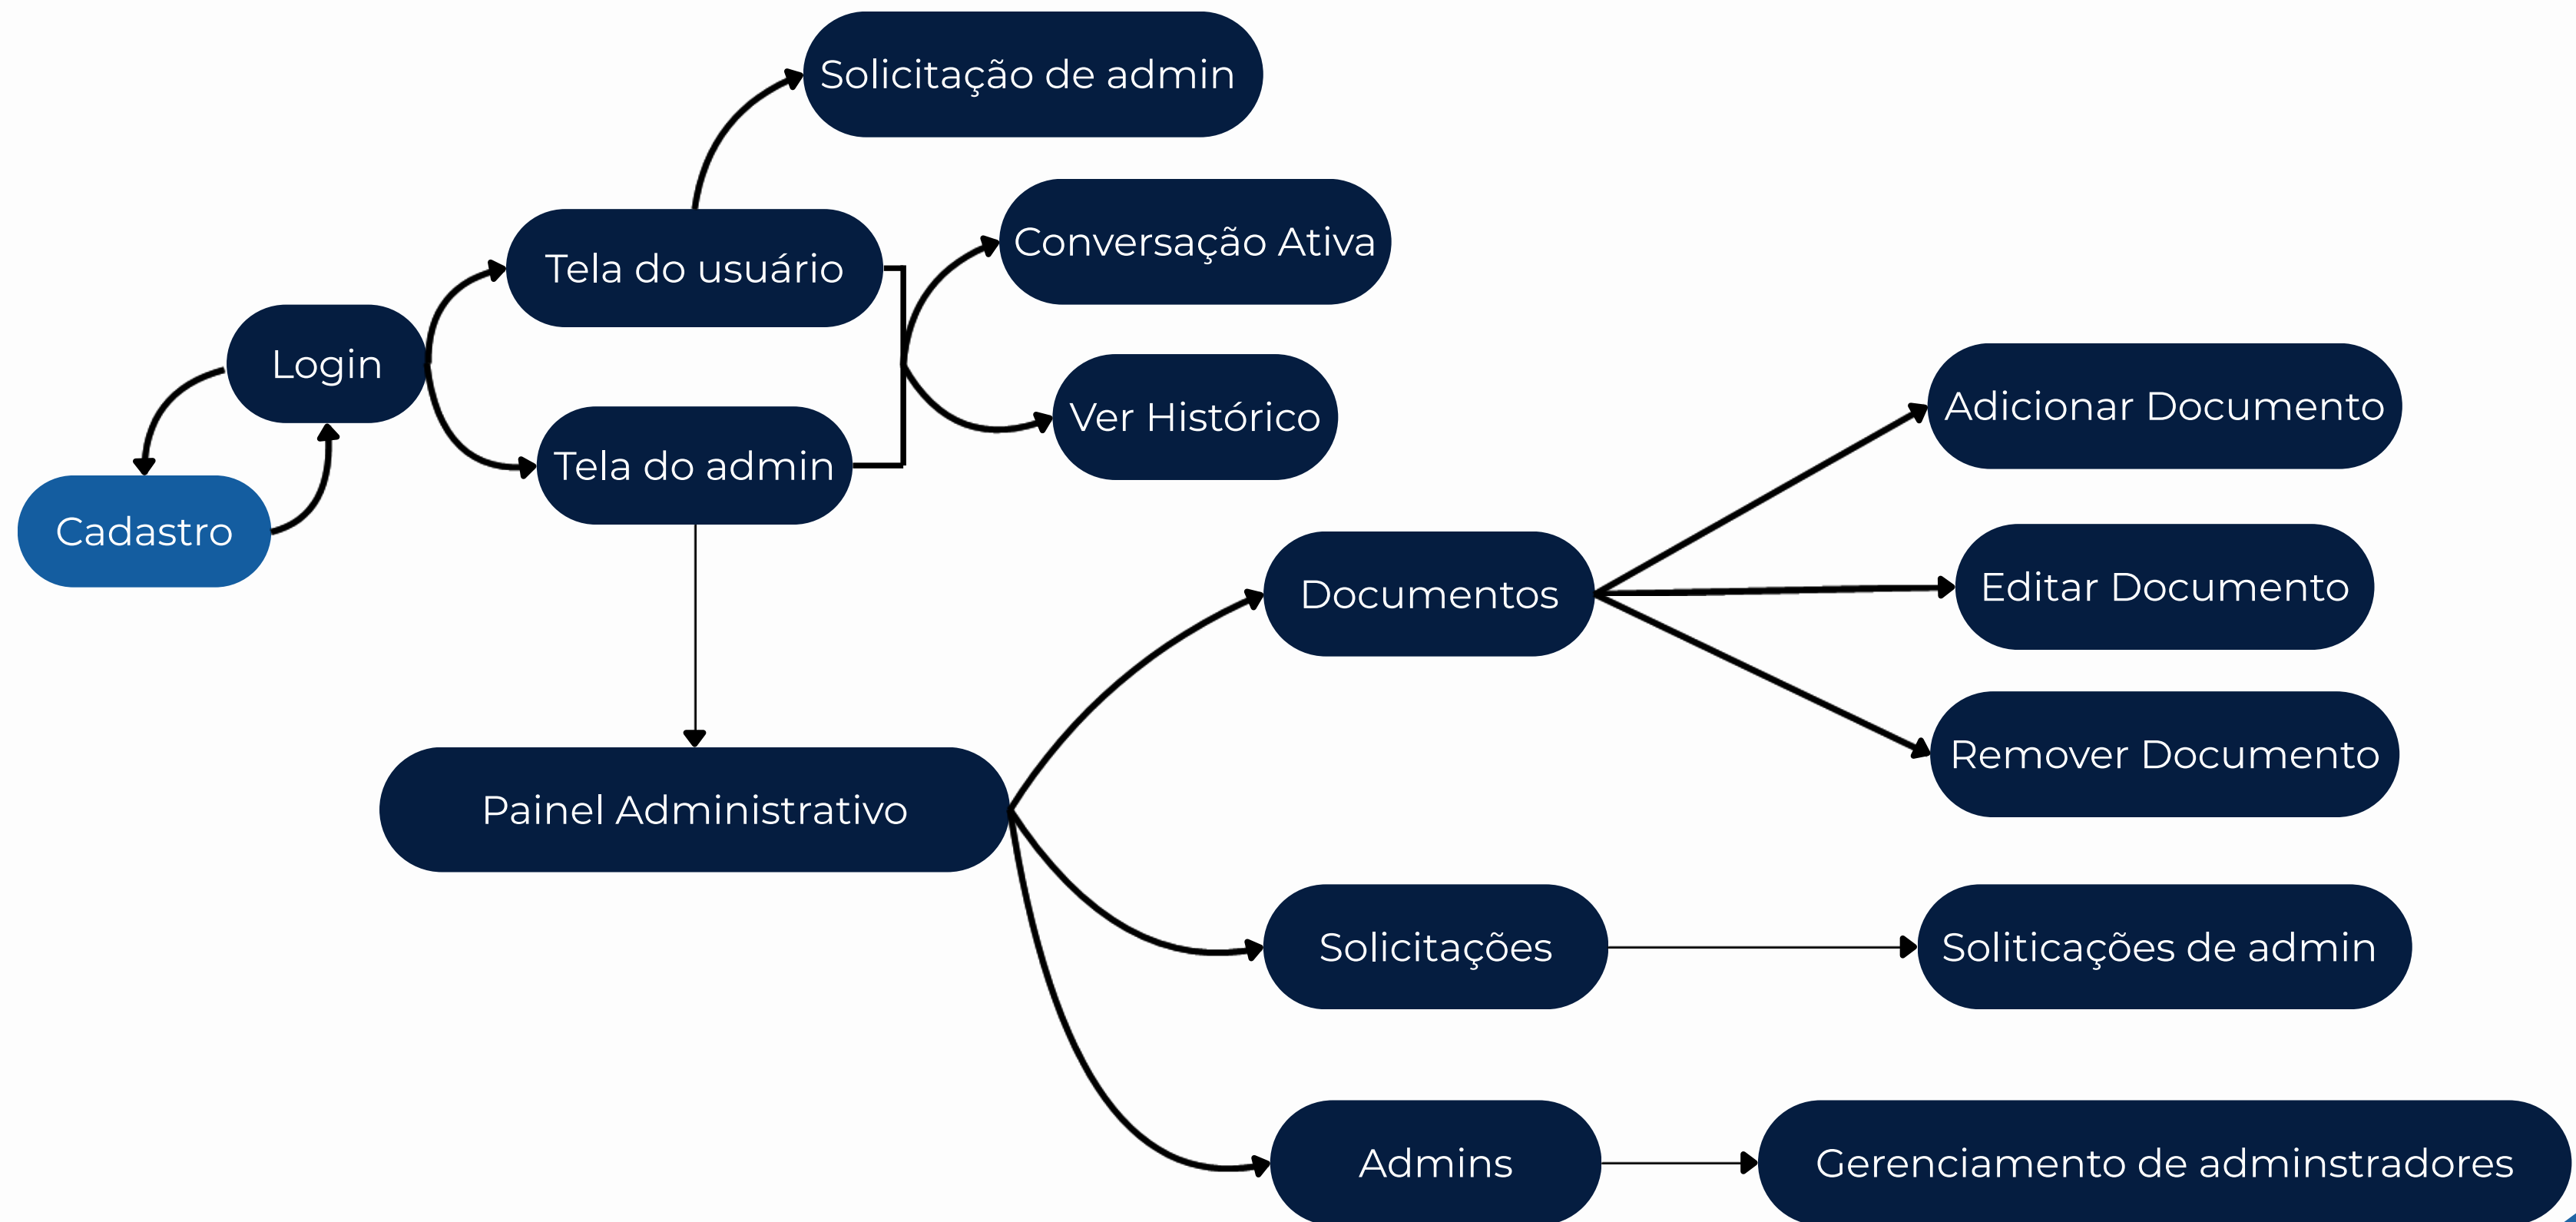 Solicitação de admin
Conversação Ativa
Tela do usuário
Login
Ver Histórico
Tela do admin
Cadastro
Adicionar Documento
Documentos
Editar Documento
Remover Documento
Painel Administrativo
Solicitações
Soliticações de admin
Admins
Gerenciamento de adminstradores